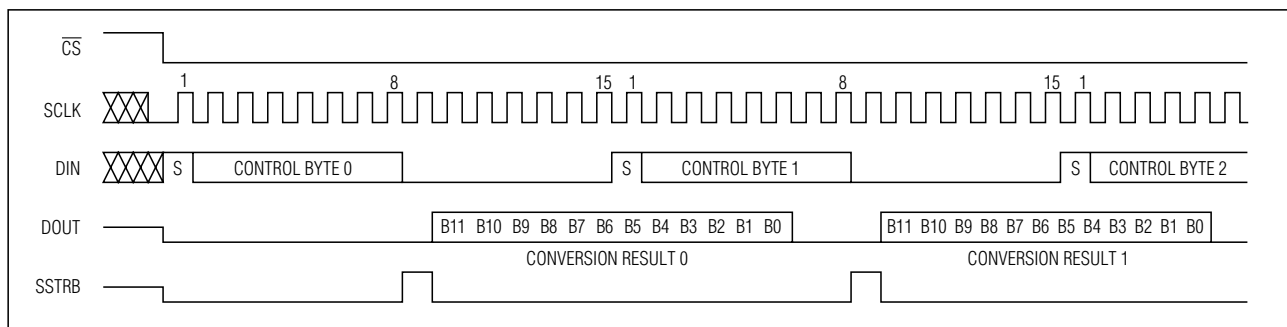 CS
1 8 15 1 8 15 1
SCLK
DIN S CONTROL BYTE 0 S CONTROL BYTE 1 S CONTROL BYTE 2
DOUT B11 B10 B9 B8 B7 B6 B5 B4 B3 B2 B1 B0 B11 B10 B9 B8 B7 B6 B5 B4 B3 B2 B1 B0
CONVERSION RESULT 0 CONVERSION RESULT 1
SSTRB